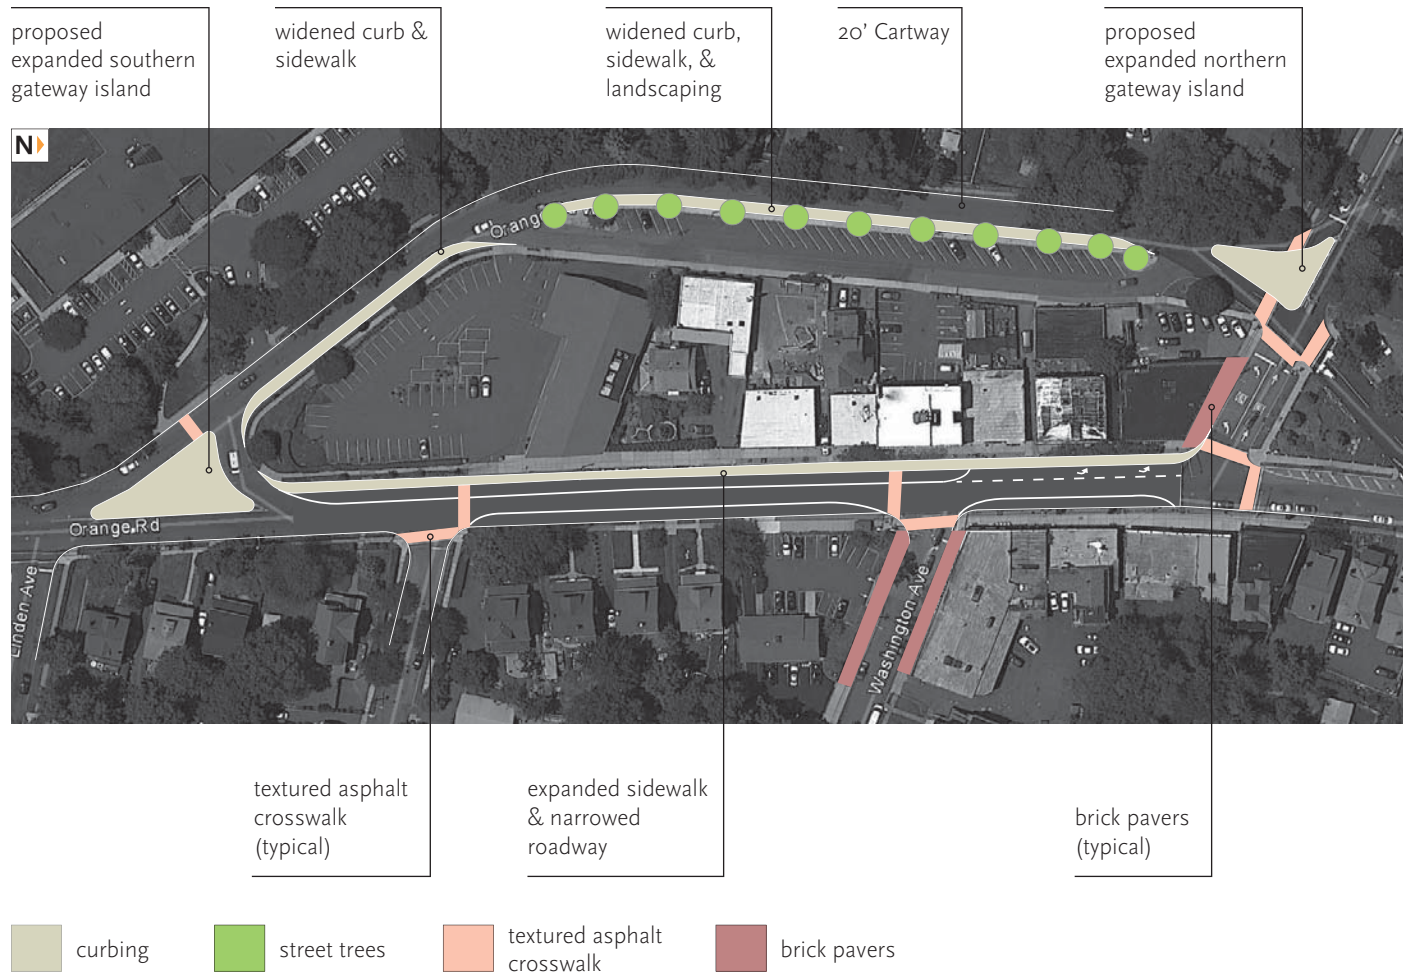 proposed
expanded southern
gateway island
widened curb &
sidewalk
widened curb,
sidewalk, &
landscaping
20' Cartway
proposed
expanded northern
gateway island
N
Orange
Orange Rd
Linden Ave
Washington Ave
textured asphalt
crosswalk
(typical)
expanded sidewalk
& narrowed
roadway
brick pavers
(typical)
curbing
street trees
textured asphalt
crosswalk
brick pavers